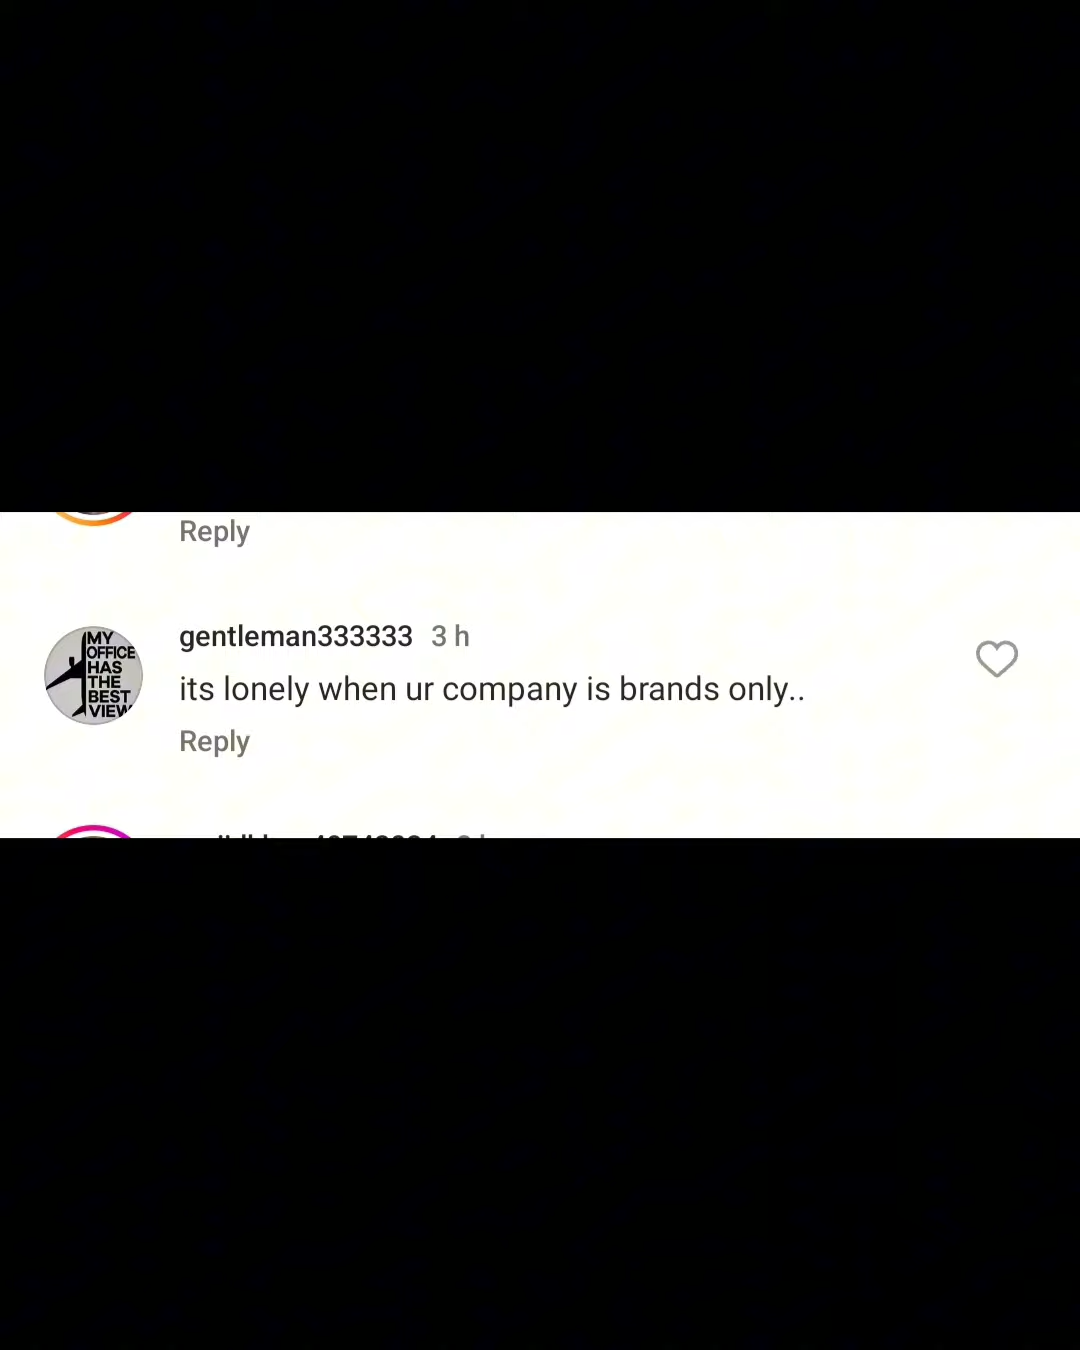 Reply
gentleman333333 3 h
MY
OFFICE
HAS
THE
BEST
VIEW
its lonely when ur company is brands only..
Reply